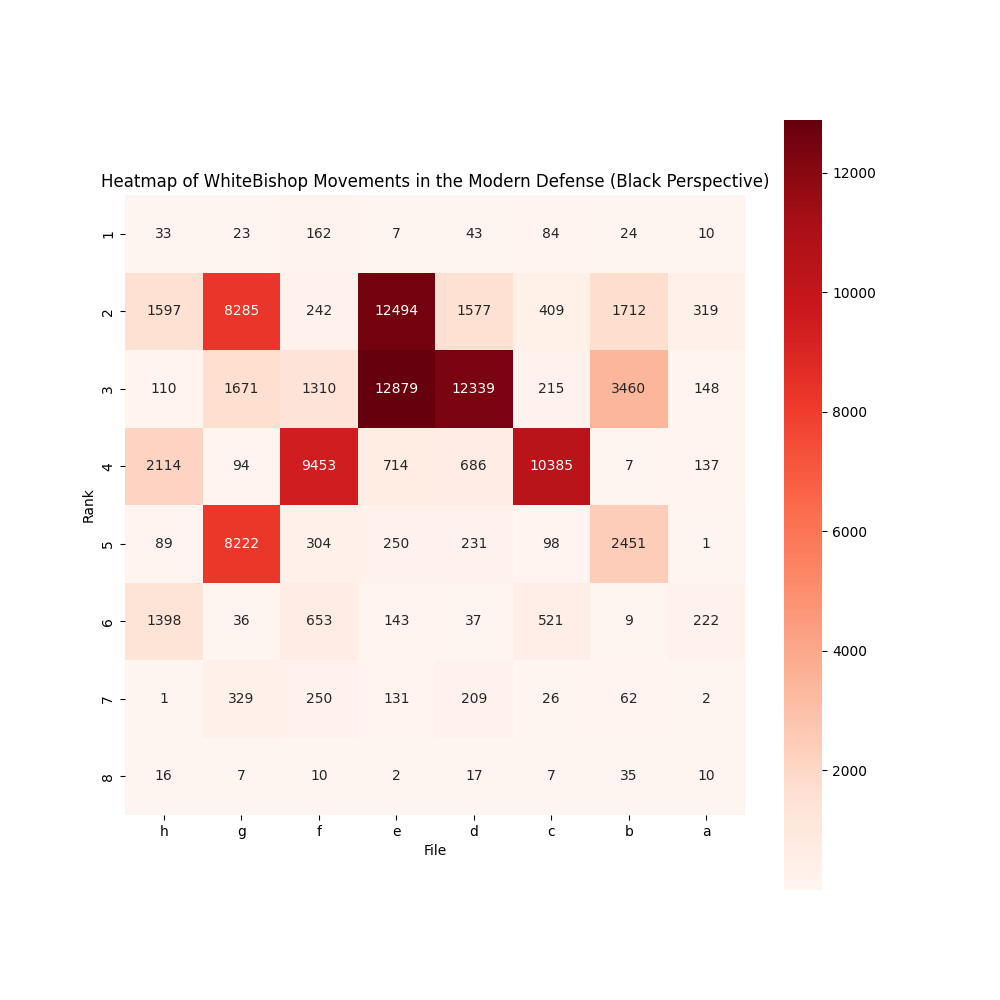 Heatmap of WhiteBishop Movements in the Modern Defense (Black Perspective)
1 33 23 162 7 43 84 24 10
2 1597 8285 242 12494 1577 409 1712 319
3 110 1671 1310 12879 12339 215 3460 148
4 2114 94 9453 714 686 10385 7 137
5 89 8222 304 250 231 98 2451 1
6 1398 36 653 143 37 521 9 222
7 1 329 250 131 209 26 62 2
8 16 7 10 2 17 7 35 10
h g f e d c b a
File
Rank
12000
10000
8000
6000
4000
2000